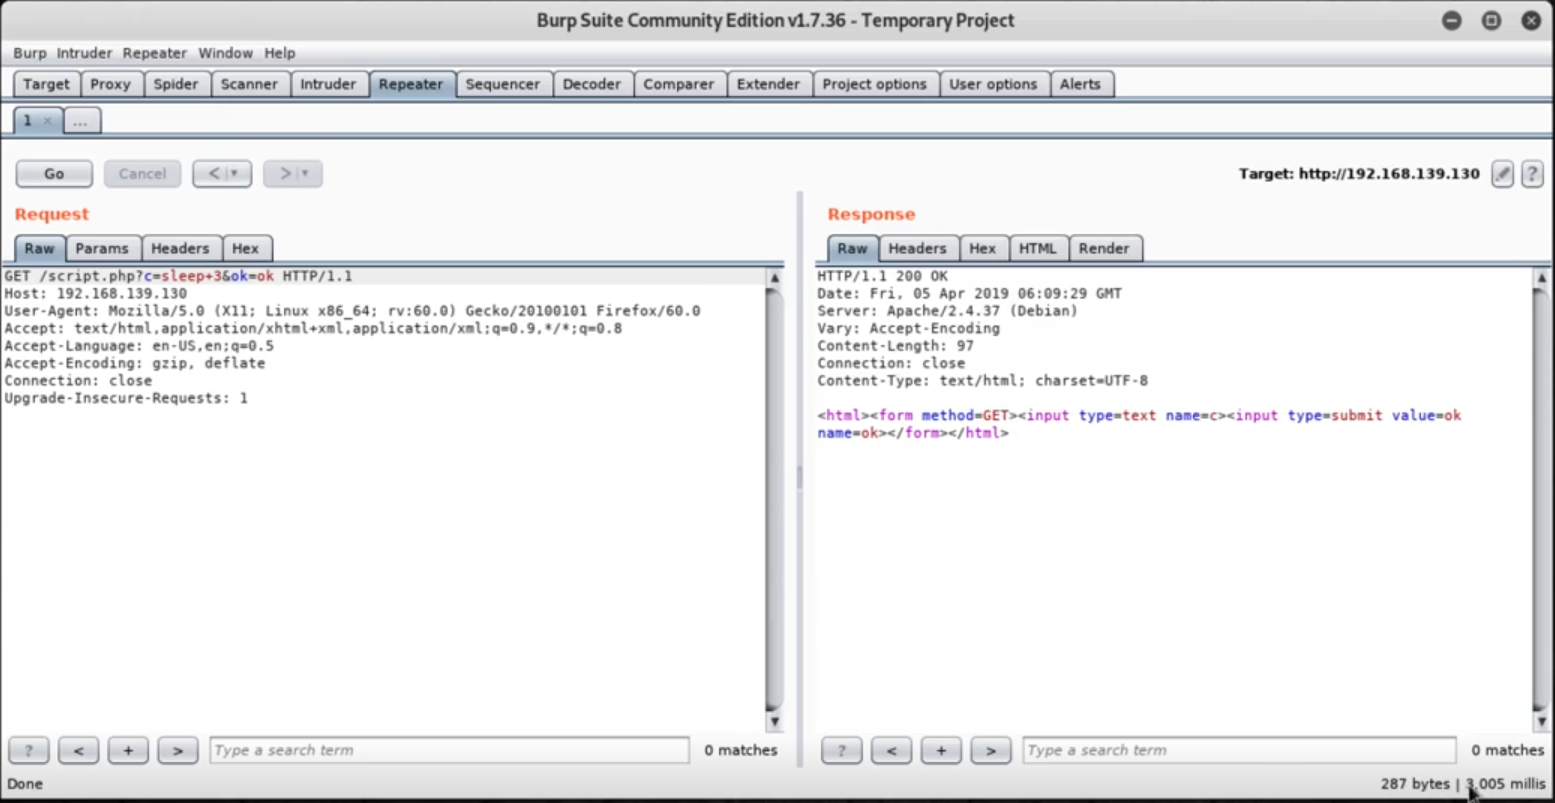 Burp Suite Community Edition v1.7.36 - Temporary Project
Burp Intruder Repeater Window Help
Target Proxy Spider Scanner Intruder Repeater Sequencer Decoder Comparer Extender Project options User options Alerts
1 × ...
Go Cancel < > Target: http://192.168.139.130 ?
Request
Raw Params Headers Hex
GET /script.php?c=sleep+3&ok=ok HTTP/1.1
Host: 192.168.139.130
User-Agent: Mozilla/5.0 (X11; Linux x86_64; rv:60.0) Gecko/20100101 Firefox/60.0
Accept: text/html,application/xhtml+xml,application/xml;q=0.9,*/*;q=0.8
Accept-Language: en-US,en;q=0.5
Accept-Encoding: gzip, deflate
Connection: close
Upgrade-Insecure-Requests: 1
? < + > Type a search term 0 matches
Response
Raw Headers Hex HTML Render
HTTP/1.1 200 OK
Date: Fri, 05 Apr 2019 06:09:29 GMT
Server: Apache/2.4.37 (Debian)
Vary: Accept-Encoding
Content-Length: 97
Connection: close
Content-Type: text/html; charset=UTF-8
<html><form method=GET><input type=text name=c><input type=submit value=ok
name=ok></form></html>
? < + > Type a search term 0 matches
Done 287 bytes | 3,005 millis